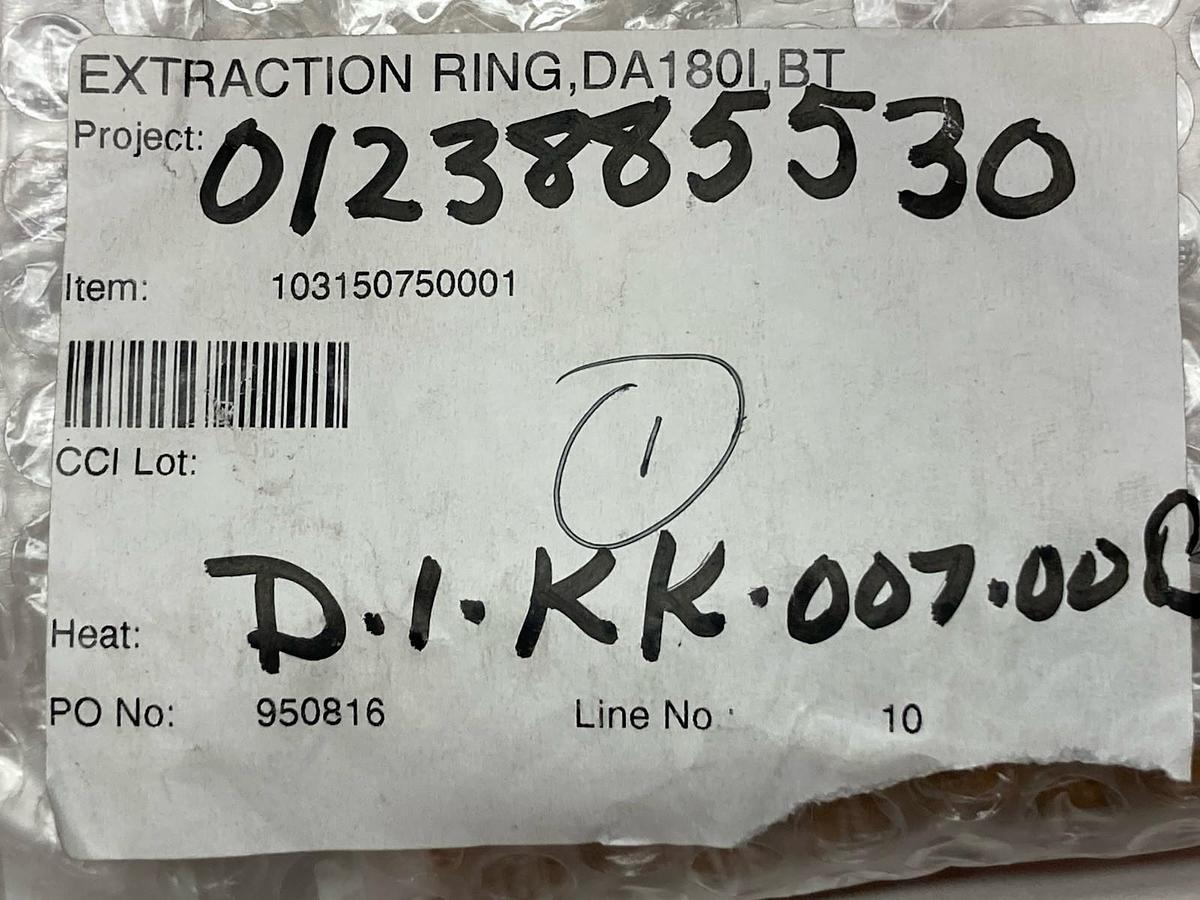 EXTRACTION RING,DA180I,BT
Project: 0123885530
Item: 103150750001
CCI Lot:
1
Heat: D.1.KK.007.000
PO No: 950816 Line No 10